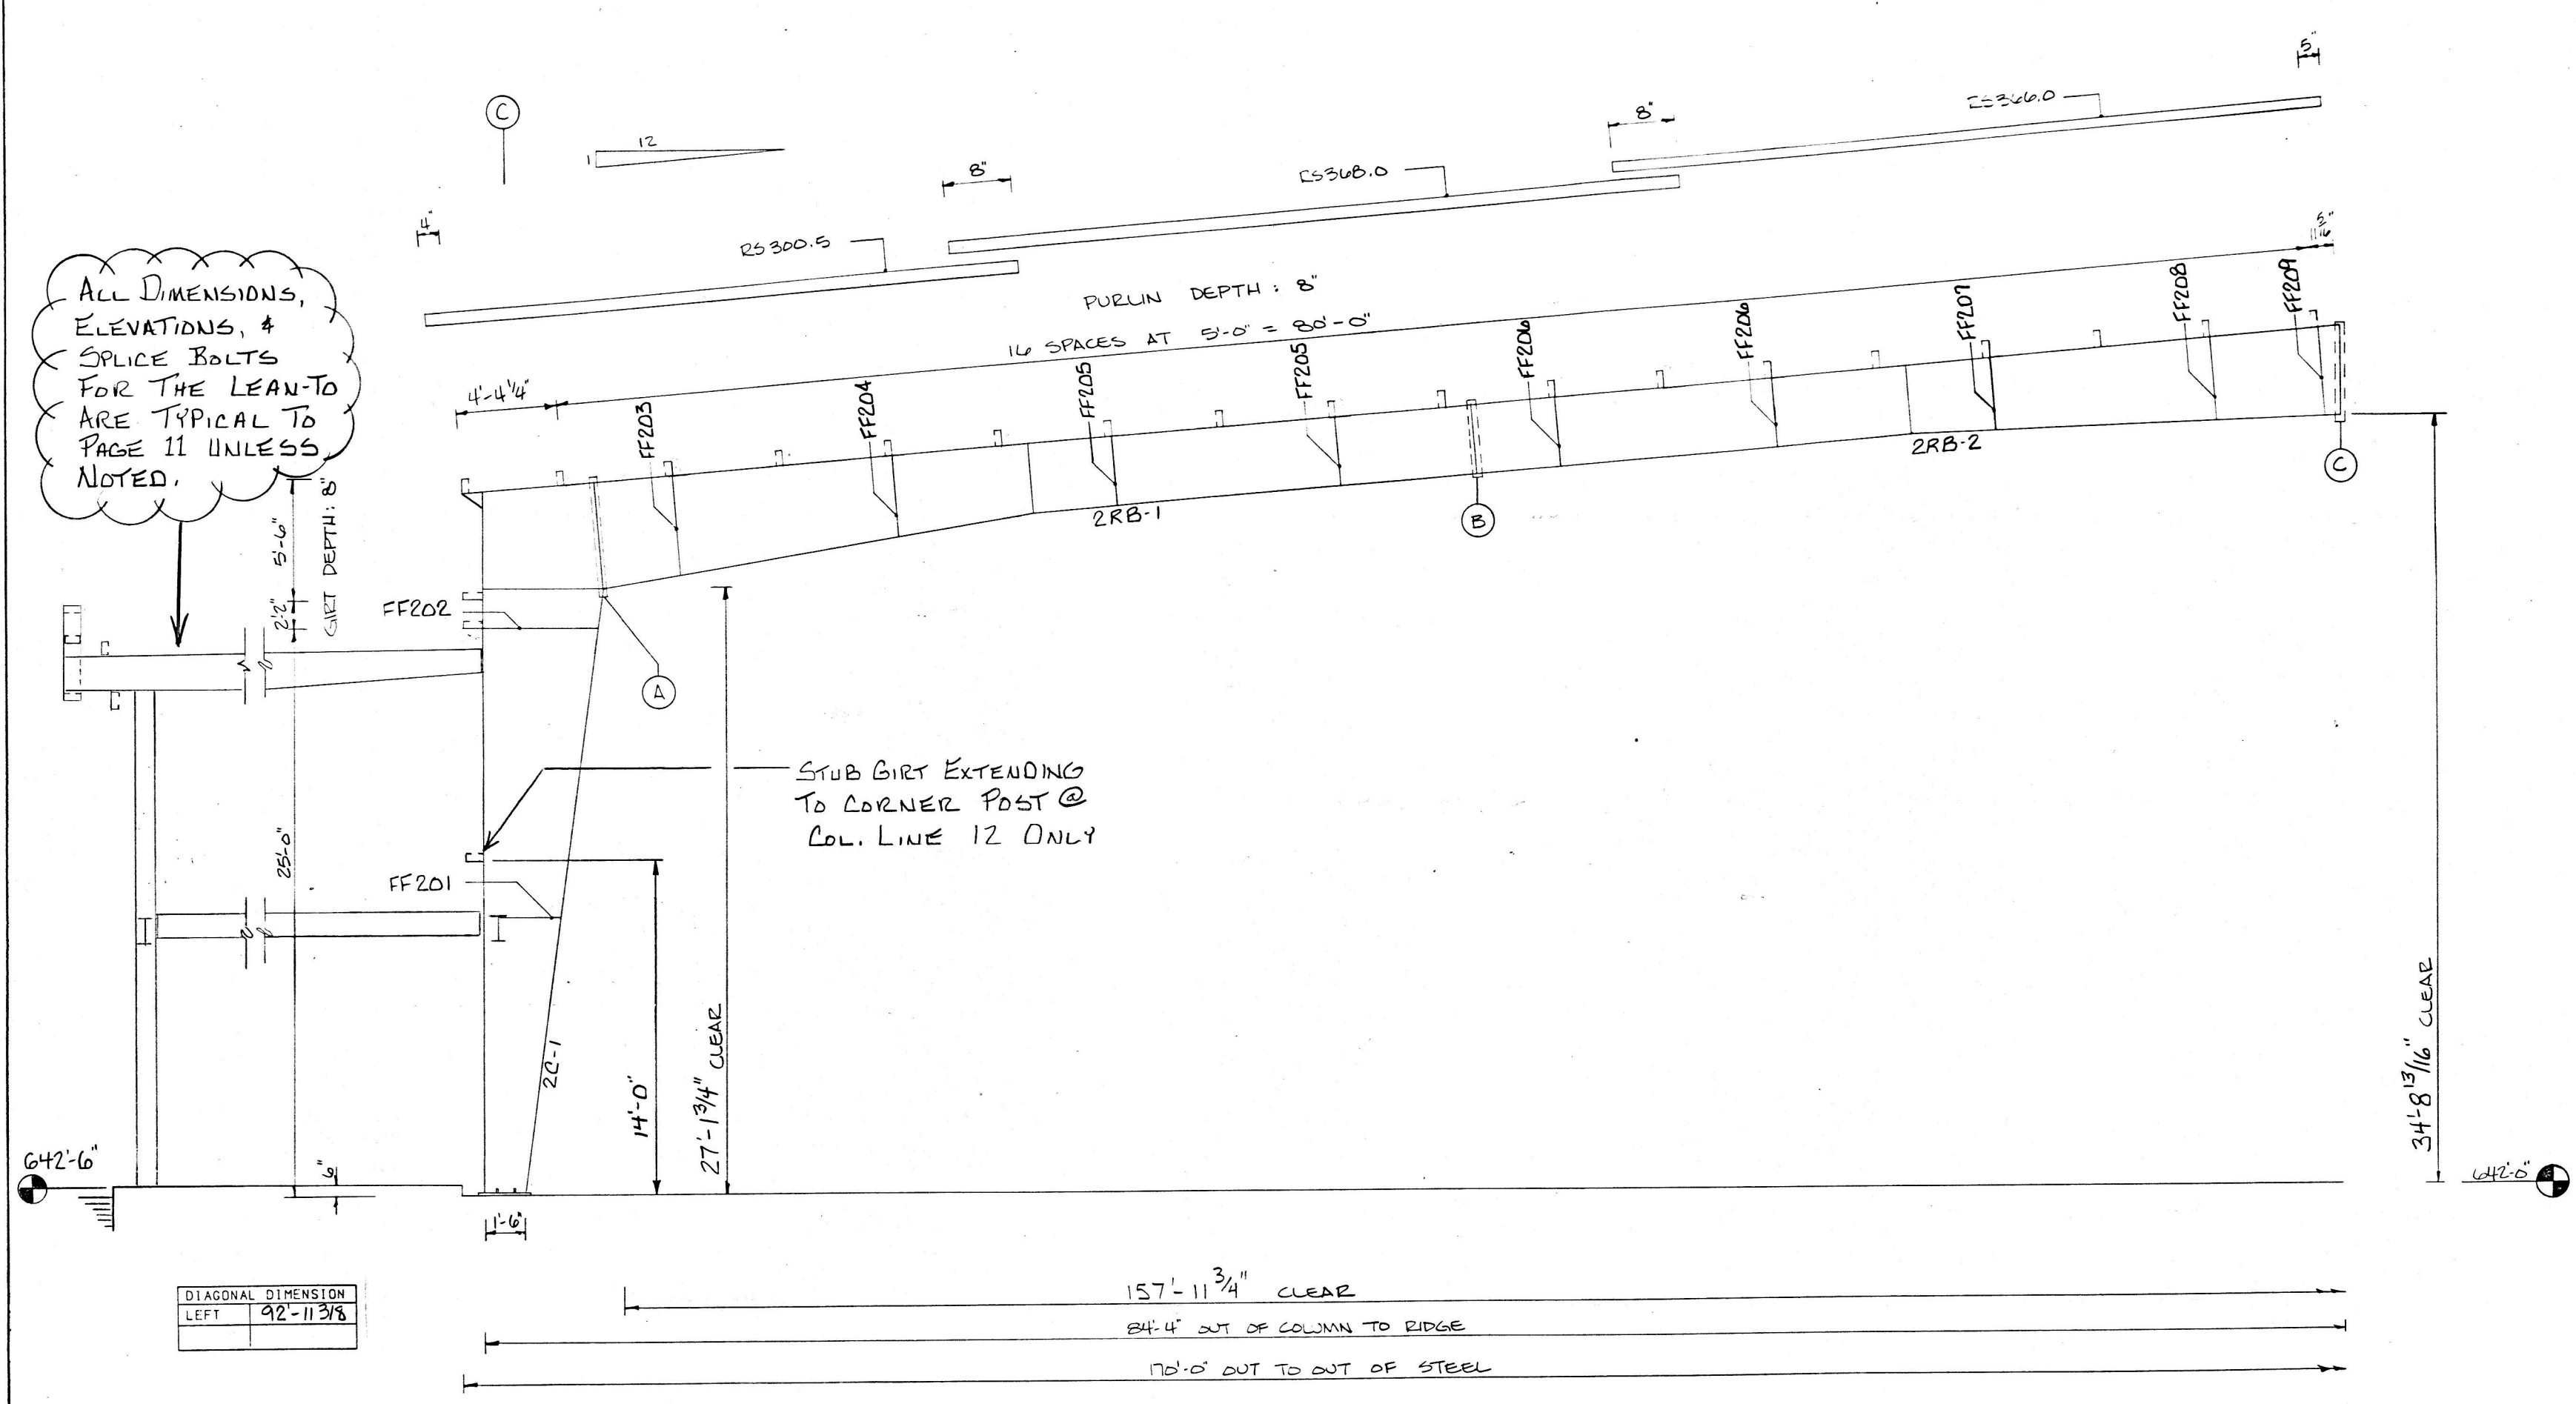 5"
C
12
1
8"
8"
RS366.0
RS368.0
4"
RS300.5
ALL DIMENSIONS,
ELEVATIONS, &
SPLICE BOLTS
FOR THE LEAN-TO
ARE TYPICAL TO
PAGE 11 UNLESS
NOTED.
PURLIN DEPTH: 8"
16 SPACES AT 5'-0" = 80'-0"
4'-4 1/4"
FF203
FF204
FF205
FF205
FF206
FF206
FF207
FF208
FF209
2RB-1
2RB-2
B
C
5'-6"
GIRT DEPTH: 8"
2'-2"
FF202
A
STUB GIRT EXTENDING
TO CORNER POST @
COL. LINE 12 ONLY
25'-0"
FF201
2C-1
14'-0"
27'-1 3/4" CLEAR
34'-8 13/16" CLEAR
642'-6"
6"
642'-0"
1'-6"
DIAGONAL DIMENSION
LEFT 92'-11 3/8
157'-11 3/4" CLEAR
84'-4" OUT OF COLUMN TO RIDGE
170'-0" OUT TO OUT OF STEEL